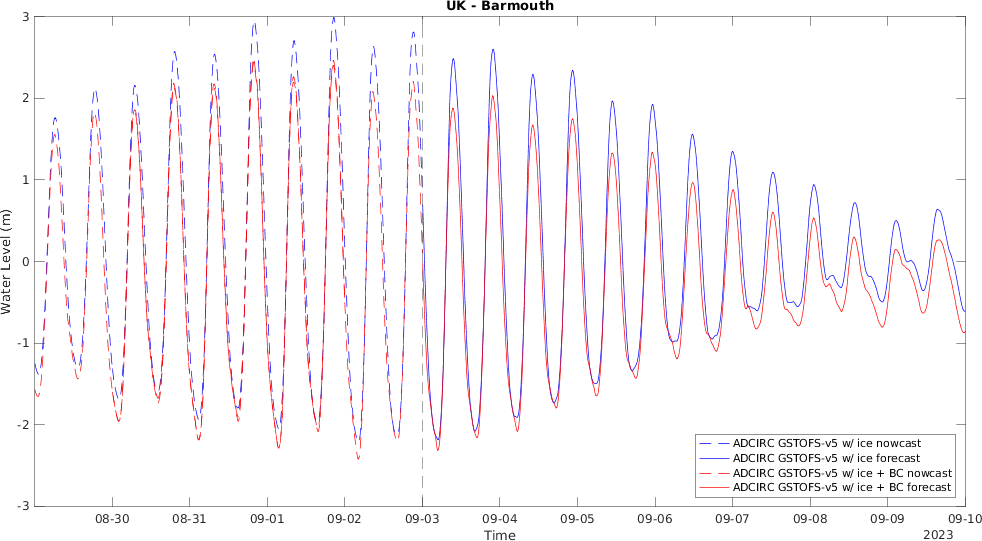 UK - Barmouth
3
2
1
0
-1
-2
-3
Water Level (m)
08-30 08-31 09-01 09-02 09-03 09-04 09-05 09-06 09-07 09-08 09-09 09-10
Time
2023
ADCIRC GSTOFS-v5 w/ ice nowcast
ADCIRC GSTOFS-v5 w/ ice forecast
ADCIRC GSTOFS-v5 w/ ice + BC nowcast
ADCIRC GSTOFS-v5 w/ ice + BC forecast